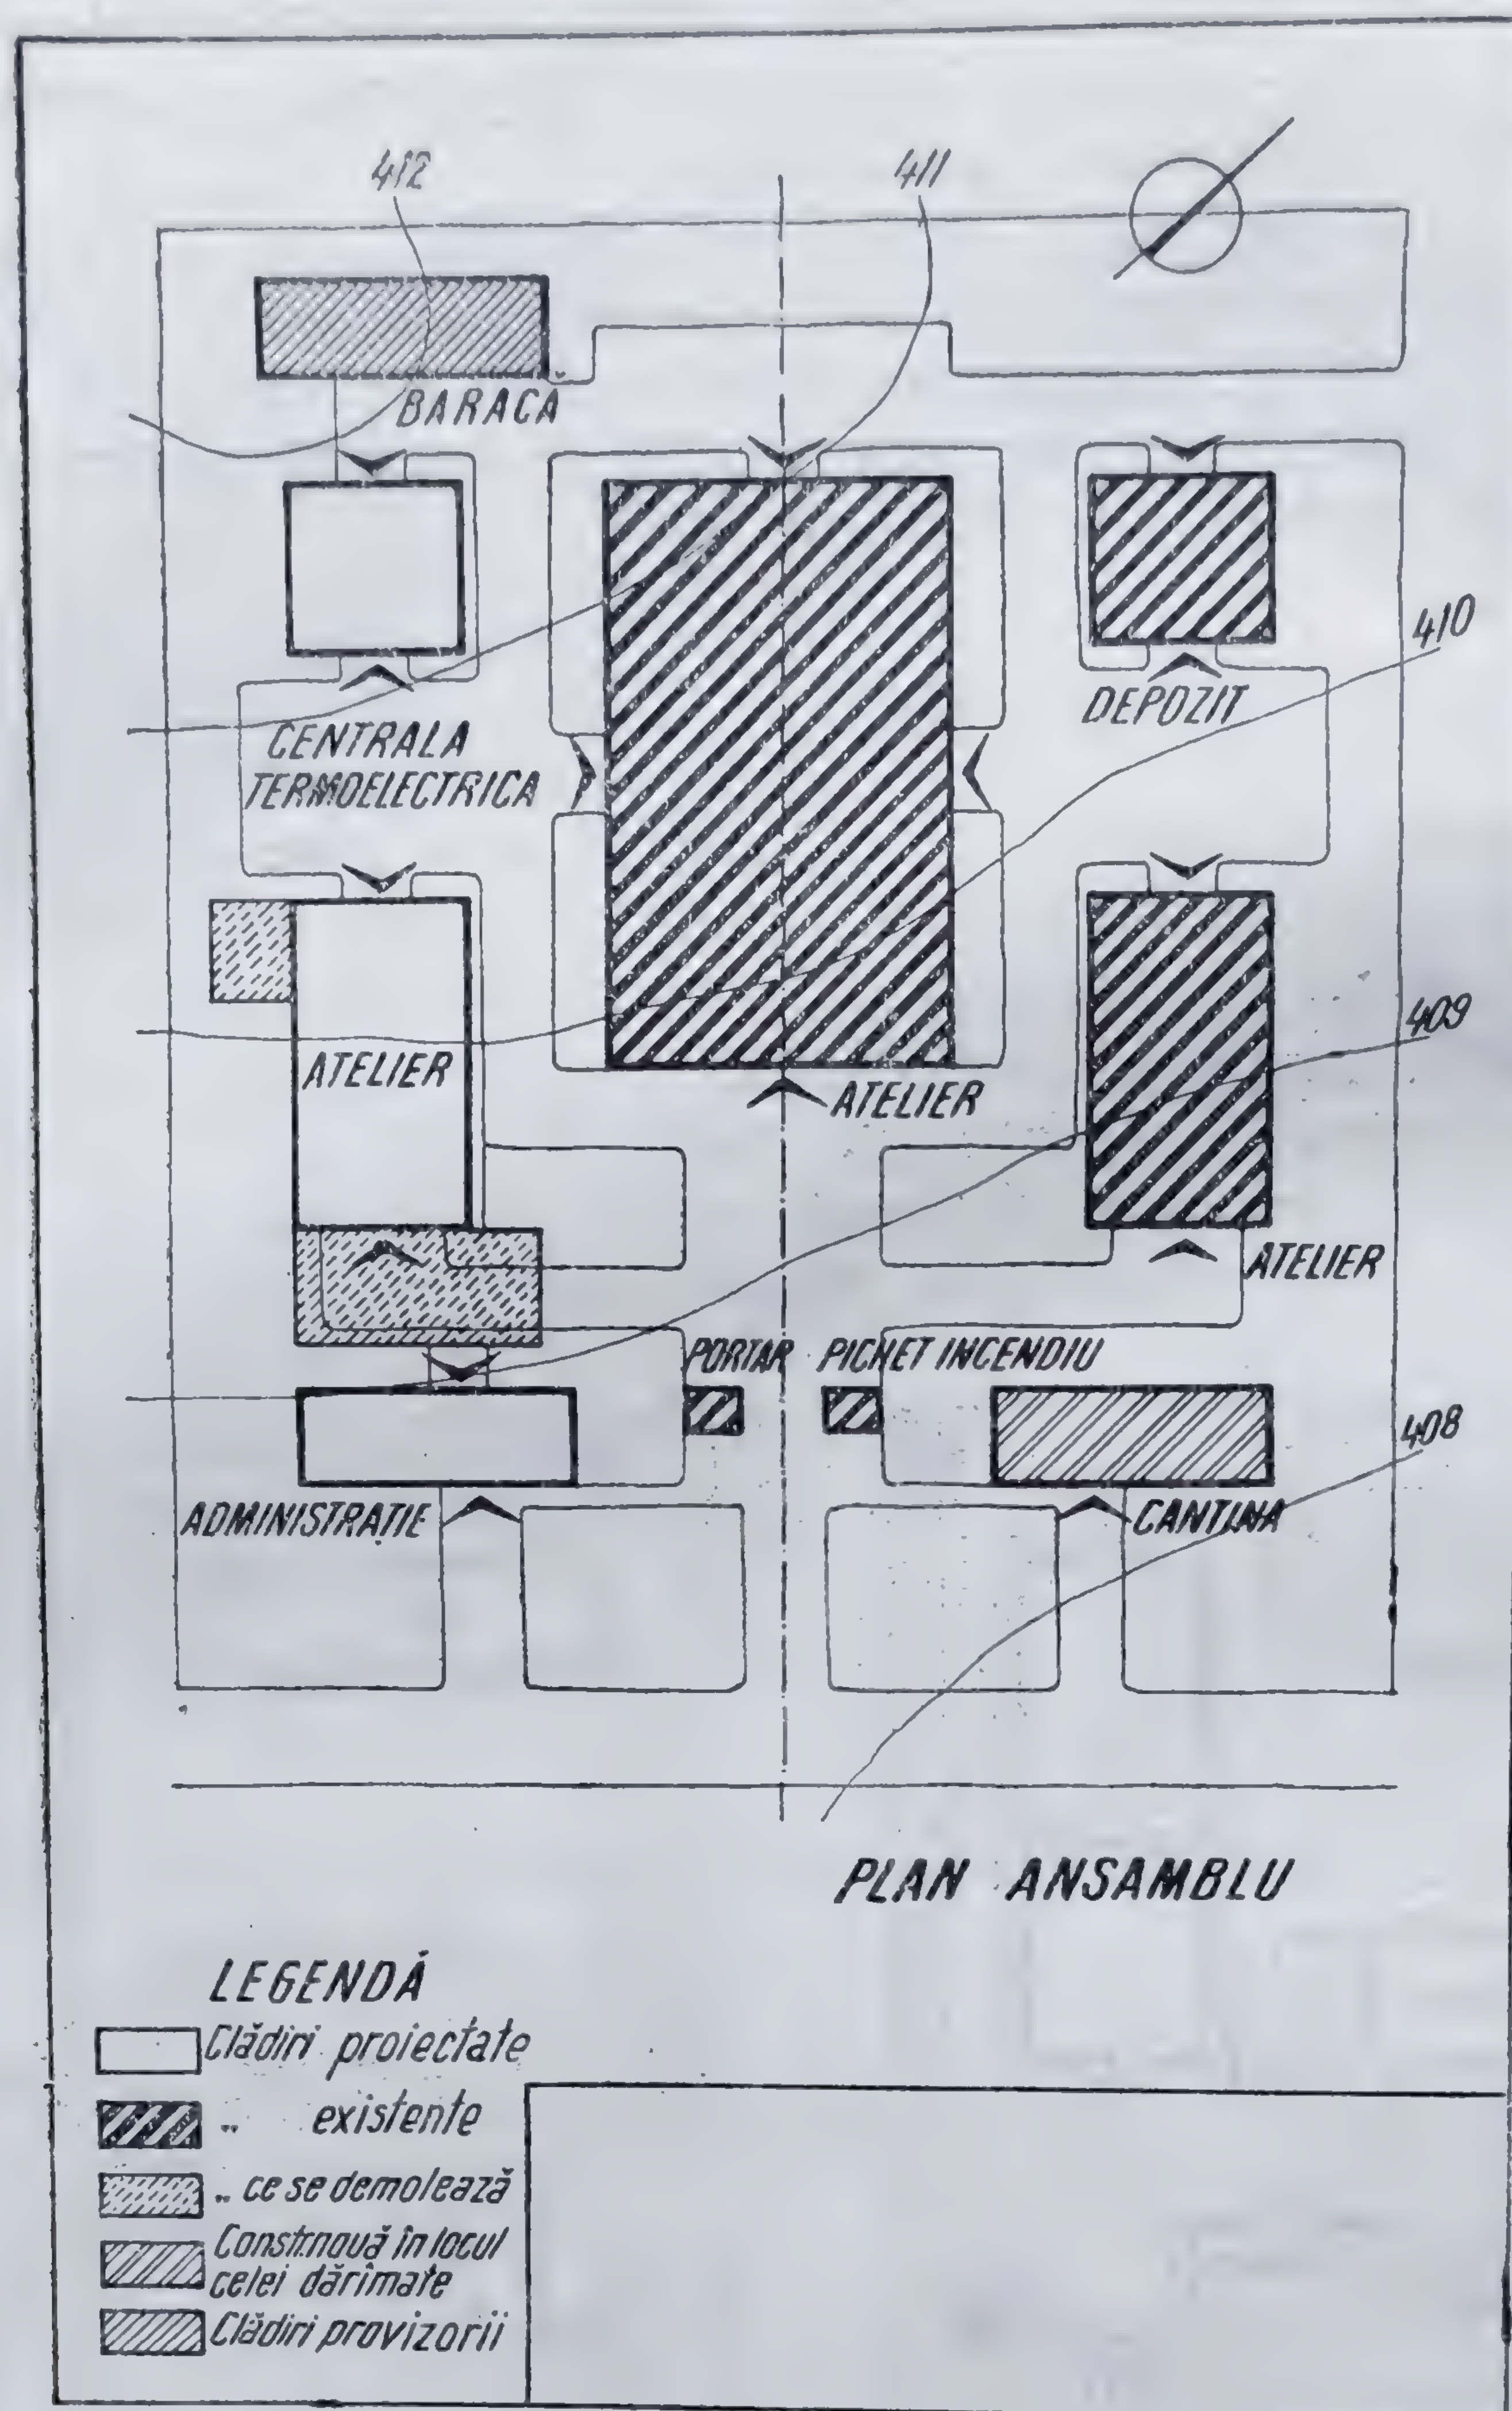 412
411
BARACĂ
410
DEPOZIT
CENTRALA
TERMOELECTRICA
409
ATELIER
ATELIER
ATELIER
PORTAR
PICHET INCENDIU
408
ADMINISTRAȚIE
CANTINA
PLAN ANSAMBLU
LEGENDĂ
Clădiri proiectate
„ existente
„ ce se demolează
Constr.nouă în locul
celei dărîmate
Clădiri provizorii